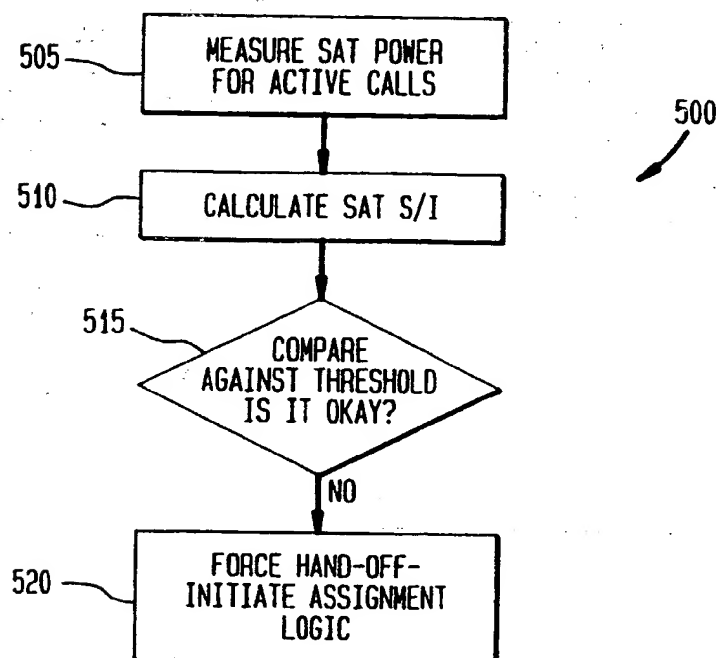 505
MEASURE SAT POWER
FOR ACTIVE CALLS
500
510
CALCULATE SAT S/I
515
COMPARE
AGAINST THRESHOLD
IS IT OKAY?
NO
520
FORCE HAND-OFF-
INITIATE ASSIGNMENT
LOGIC